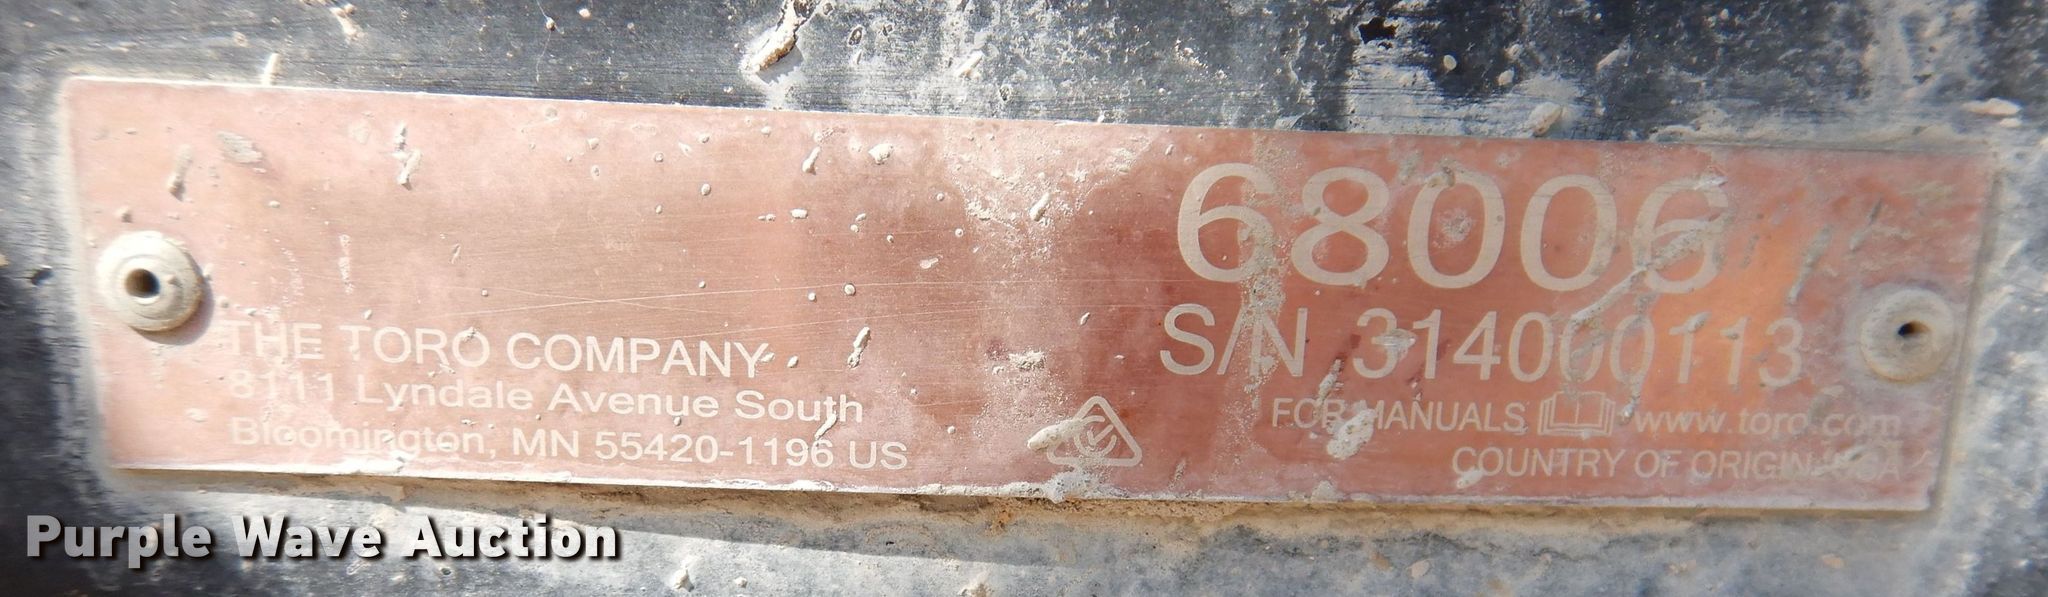 68006
S/N 314000113
THE TORO COMPANY
8111 Lyndale Avenue South
Bloomington, MN 55420-1196 US
FOR MANUALS www.toro.com
COUNTRY OF ORIGIN: USA
Purple Wave Auction